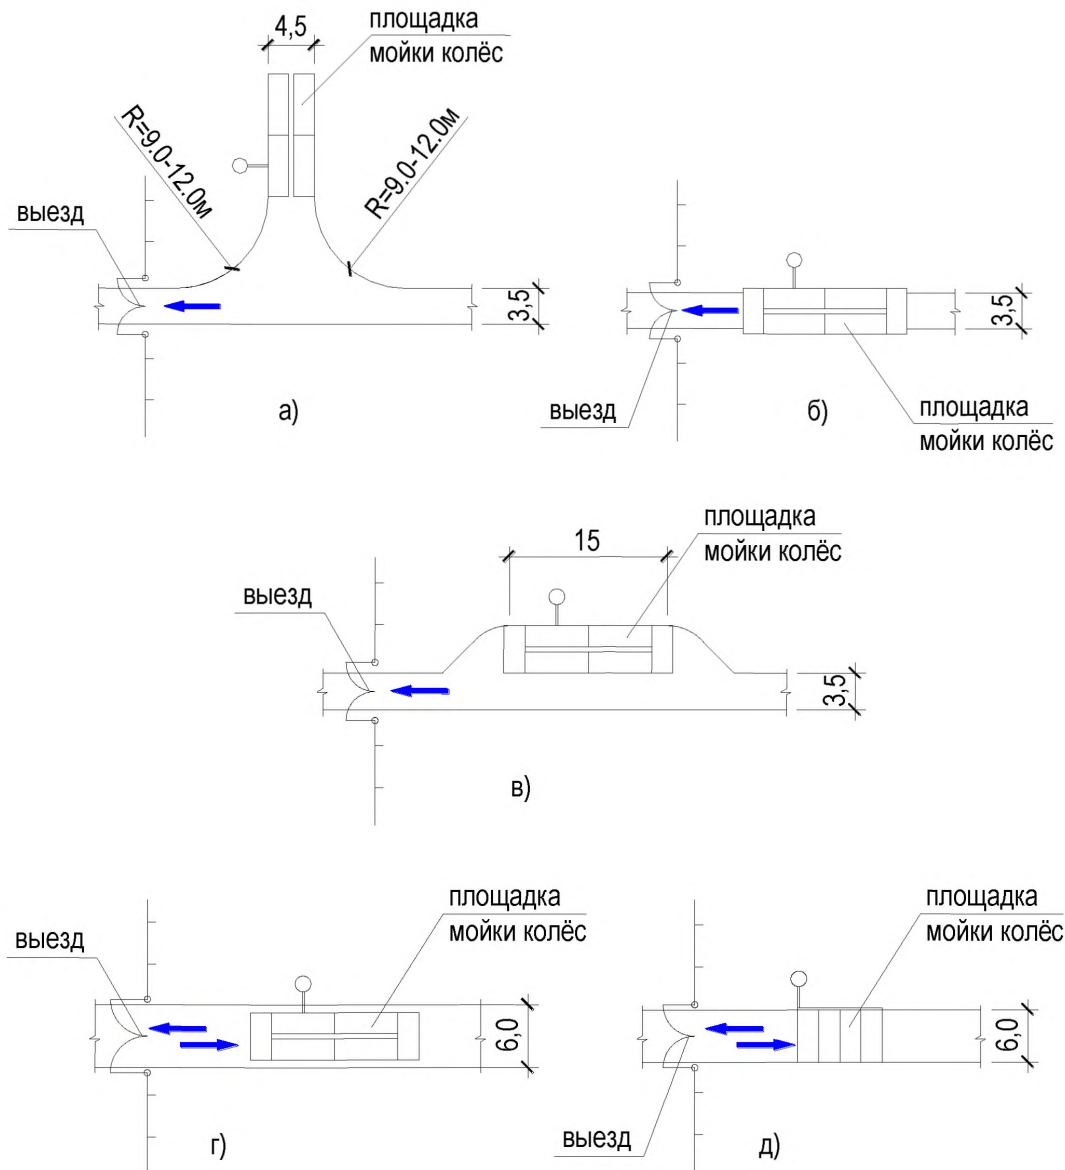 4,5
площадка
мойки колёс
R=9.0-12.0м
R=9.0-12.0м
выезд
3,5
а)
3,5
выезд
б)
площадка
мойки колёс
площадка
мойки колёс
15
выезд
3,5
в)
площадка
мойки колёс
выезд
6,0
г)
площадка
мойки колёс
6,0
выезд
д)